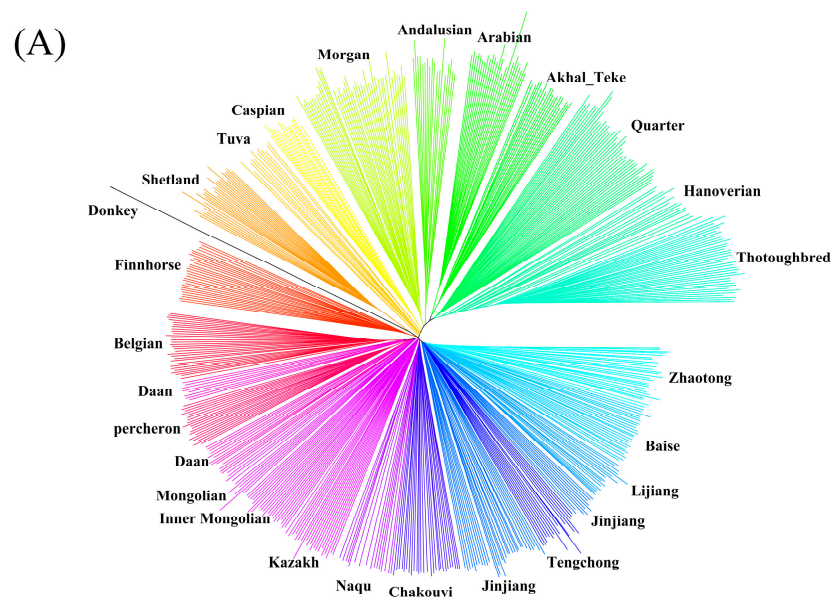 (A)
Andalusian
Arabian
Morgan
Akhal_Teke
Caspian
Quarter
Tuva
Shetland
Hanoverian
Donkey
Thotoughbred
Finnhorse
Belgian
Zhaotong
Daan
percheron
Baise
Daan
Lijiang
Mongolian
Inner Mongolian
Jinjiang
Kazakh
Tengchong
Naqu
Chakouyi
Jinjiang